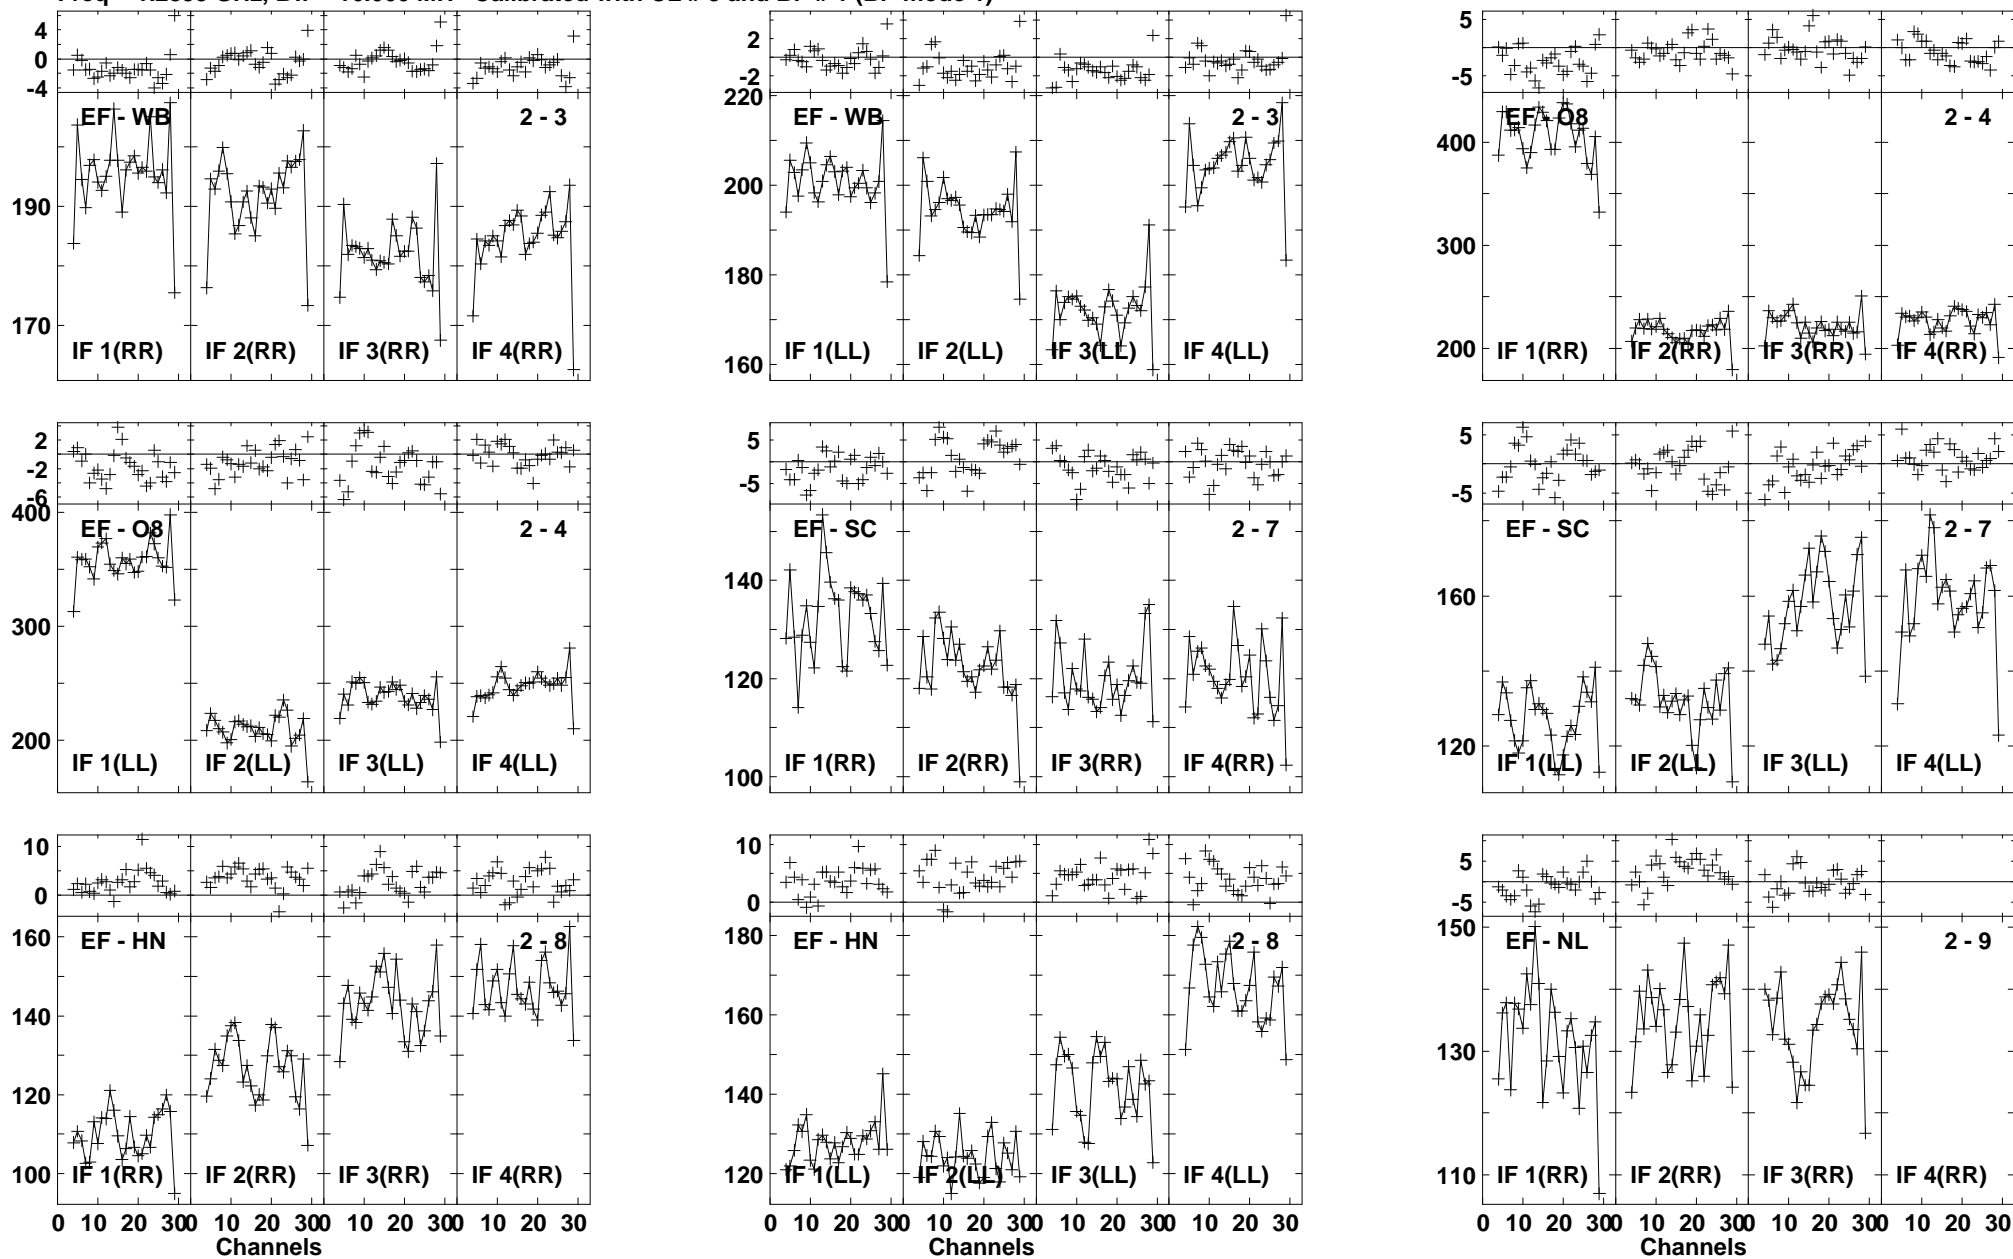 4
2
0
-2
-4
EF - WB
2 - 3
190
170
IF 1(RR)
IF 2(RR)
IF 3(RR)
IF 4(RR)
2
-2
220
EF - WB
2 - 3
200
180
160
IF 1(LL)
IF 2(LL)
IF 3(LL)
IF 4(LL)
5
-5
EF - O8
2 - 4
400
300
200
IF 1(RR)
IF 2(RR)
IF 3(RR)
IF 4(RR)
2
-2
-6
400
EF - O8
2 - 4
300
200
IF 1(LL)
IF 2(LL)
IF 3(LL)
IF 4(LL)
5
-5
EF - SC
2 - 7
140
120
100
IF 1(RR)
IF 2(RR)
IF 3(RR)
IF 4(RR)
5
-5
EF - SC
2 - 7
160
120
IF 1(LL)
IF 2(LL)
IF 3(LL)
IF 4(LL)
10
0
EF - HN
2 - 8
160
140
120
100
IF 1(RR)
IF 2(RR)
IF 3(RR)
IF 4(RR)
0 10 20 30 0 10 20 30 0 10 20 30 0 10 20 30
Channels
10
0
EF - HN
2 - 8
180
160
140
120
IF 1(LL)
IF 2(LL)
IF 3(LL)
IF 4(LL)
0 10 20 30 0 10 20 30 0 10 20 30 0 10 20 30
Channels
5
-5
150
EF - NL
2 - 9
130
110
IF 1(RR)
IF 2(RR)
IF 3(RR)
IF 4(RR)
0 10 20 30 0 10 20 30 0 10 20 30 0 10 20 30
Channels